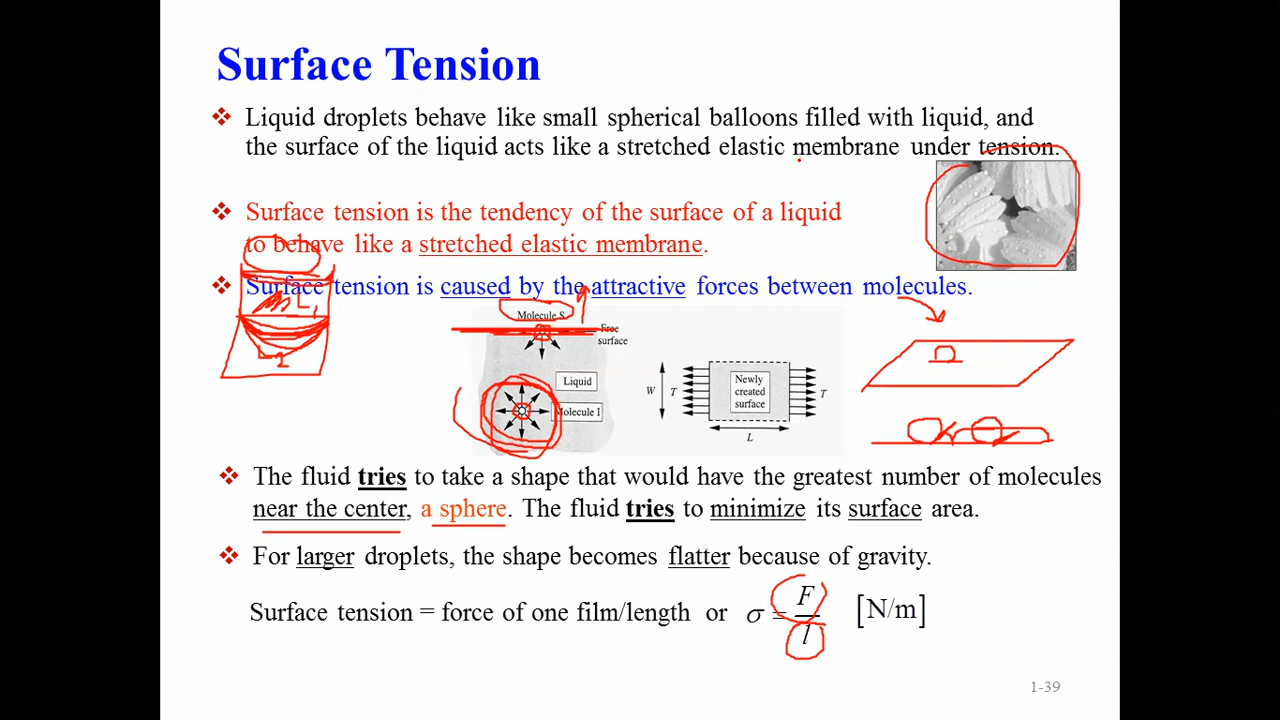 Surface Tension
❖ Liquid droplets behave like small spherical balloons filled with liquid, and
the surface of the liquid acts like a stretched elastic membrane under tension.
❖ Surface tension is the tendency of the surface of a liquid
to behave like a stretched elastic membrane.
❖ Surface tension is caused by the attractive forces between molecules.
L1
L2
Molecule S
Free
surface
Liquid
Molecule I
W
T
Newly
created
surface
T
L
❖ The fluid tries to take a shape that would have the greatest number of molecules
near the center, a sphere. The fluid tries to minimize its surface area.
❖ For larger droplets, the shape becomes flatter because of gravity.
Surface tension = force of one film/length or σ = F/l [N/m]
1-39